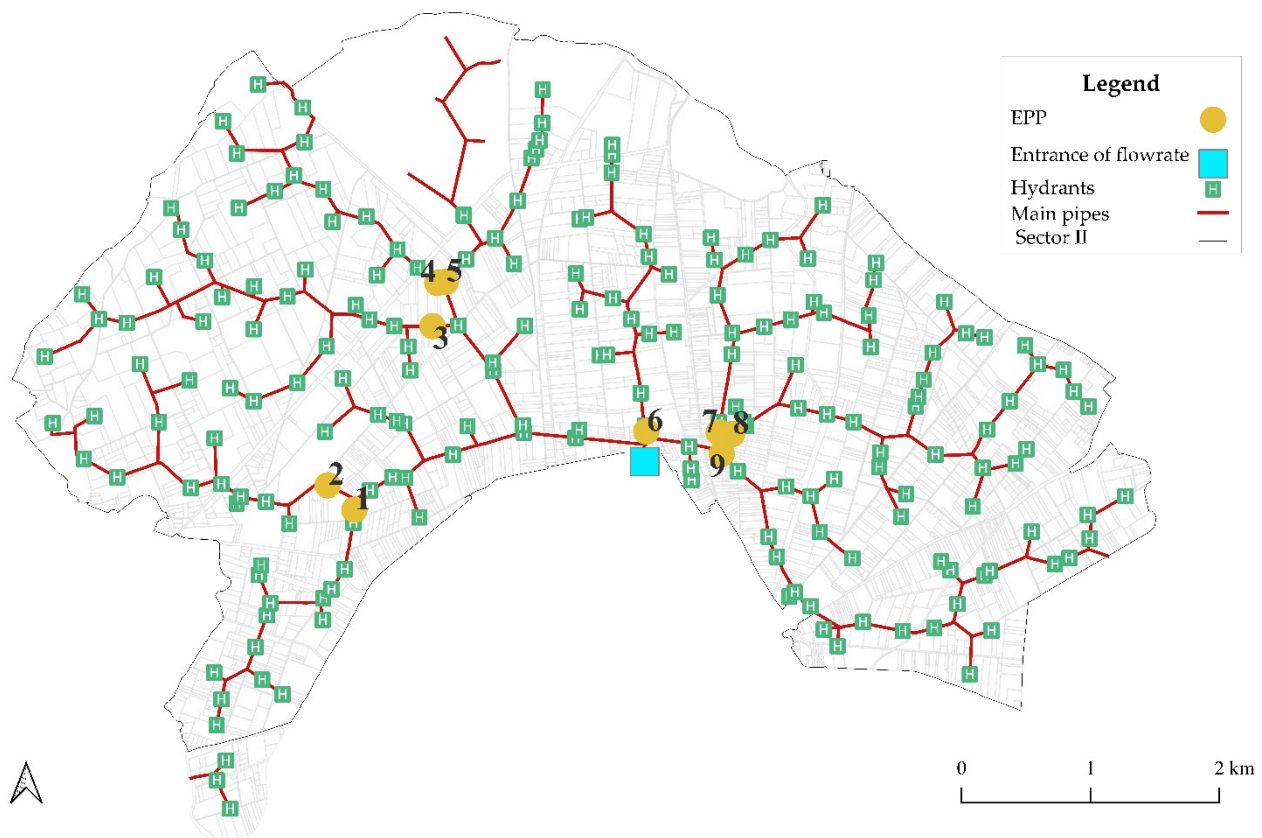 Legend
EPP
Entrance of flowrate
H Hydrants
Main pipes
Sector II
4 5
3
6
7 8
9
2
1
0 1 2 km